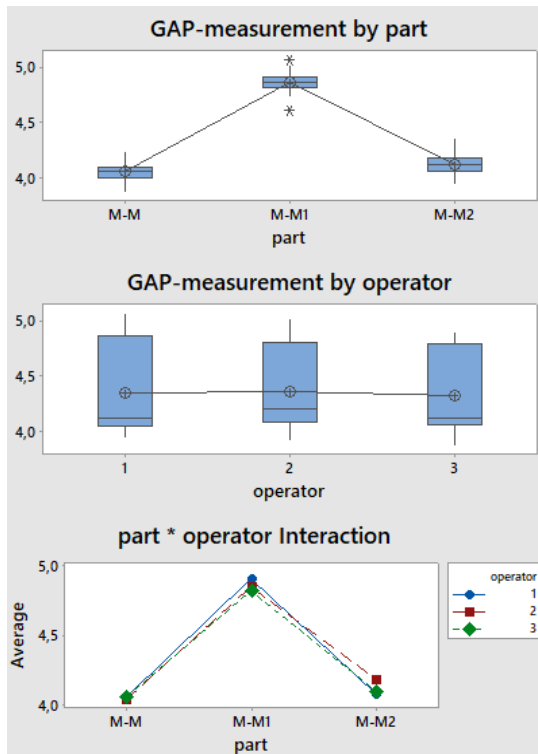 GAP-measurement by part
5,0
4,5
4,0
M-M M-M1 M-M2
part
GAP-measurement by operator
5,0
4,5
4,0
1 2 3
operator
part * operator Interaction
5,0
4,5
4,0
Average
M-M M-M1 M-M2
part
operator
1
2
3